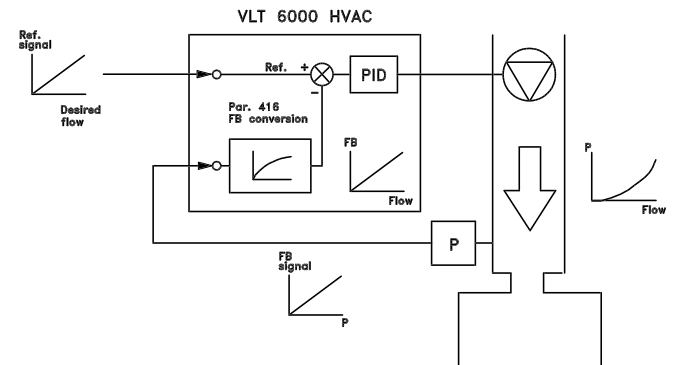 VLT 6000 HVAC
Ref.
signal
Desired
flow
Ref.
+
−
PID
Par. 416
FB conversion
FB
Flow
P
Flow
P
FB
signal
P